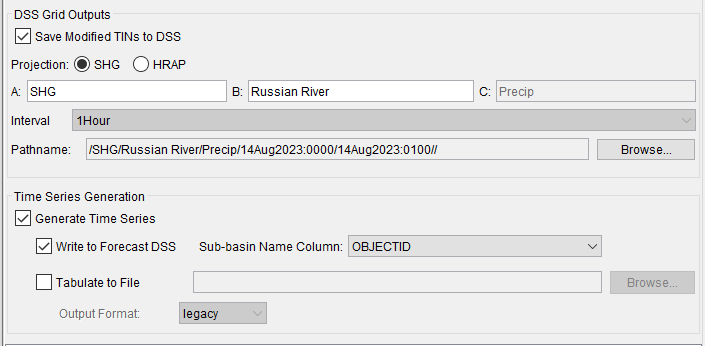 DSS Grid Outputs
Save Modified TINs to DSS
Projection: SHG HRAP
A: SHG B: Russian River C: Precip
Interval 1Hour
Pathname: /SHG/Russian River/Precip/14Aug2023:0000/14Aug2023:0100// Browse...
Time Series Generation
Generate Time Series
Write to Forecast DSS Sub-basin Name Column: OBJECTID
Tabulate to File Browse...
Output Format: legacy